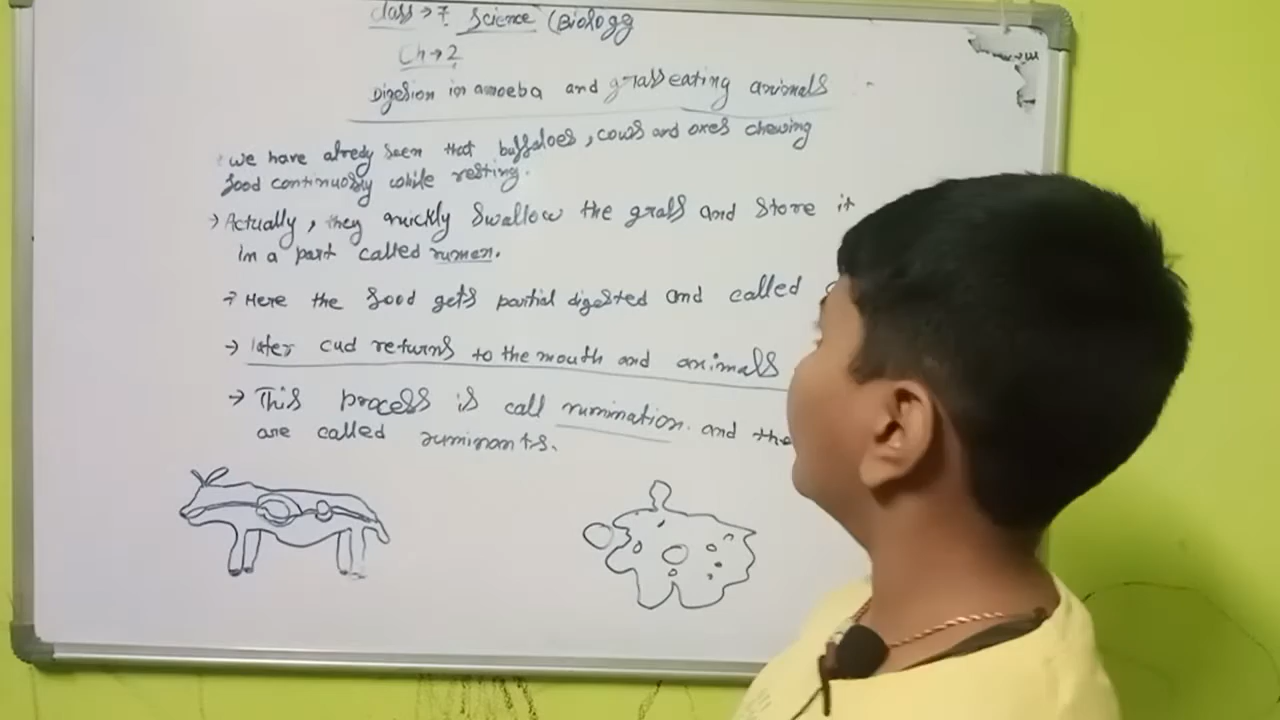 class → 7 Science (Biology
Ch → 2
Digestion in amoeba and grass eating animals
we have alredy seen that buffaloes, cows and oxes chewing
food continuously while resting.
→ Actually, they quickly swallow the grass and store it
in a part called rumen.
→ Here the food gets partial digested and called
→ later cud returns to the mouth and animals
→ This process is call rumination. and the
are called ruminants.